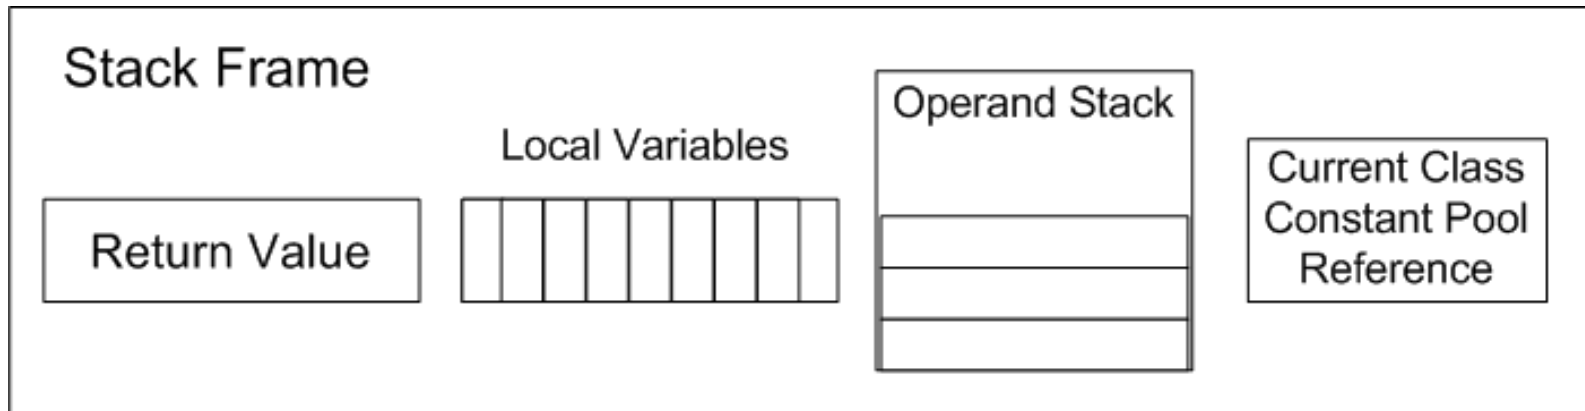 Stack Frame
Return Value
Local Variables
Operand Stack
Current Class
Constant Pool
Reference